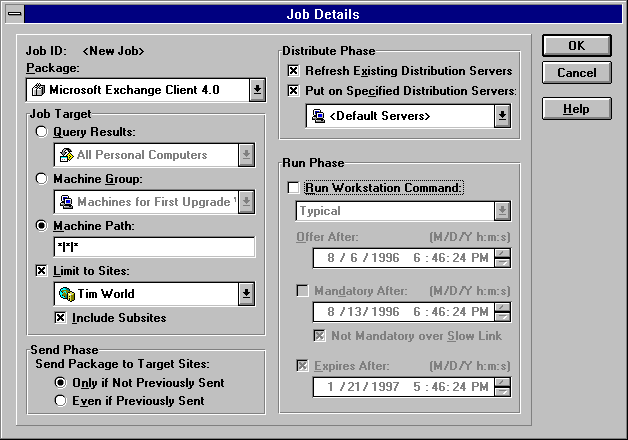 Job Details
Job ID: <New Job>
Package:
Microsoft Exchange Client 4.0
Job Target
Query Results:
All Personal Computers
Machine Group:
Machines for First Upgrade
Machine Path:
*|*|*
Limit to Sites:
Tim World
Include Subsites
Send Phase
Send Package to Target Sites:
Only if Not Previously Sent
Even if Previously Sent
Distribute Phase
Refresh Existing Distribution Servers
Put on Specified Distribution Servers:
<Default Servers>
Run Phase
Run Workstation Command:
Typical
Offer After: (M/D/Y h:m:s)
8 / 6 / 1996 6 : 46 : 24 PM
Mandatory After: (M/D/Y h:m:s)
8 / 13 / 1996 6 : 46 : 24 PM
Not Mandatory over Slow Link
Expires After: (M/D/Y h:m:s)
1 / 21 / 1997 5 : 46 : 24 PM
OK
Cancel
Help